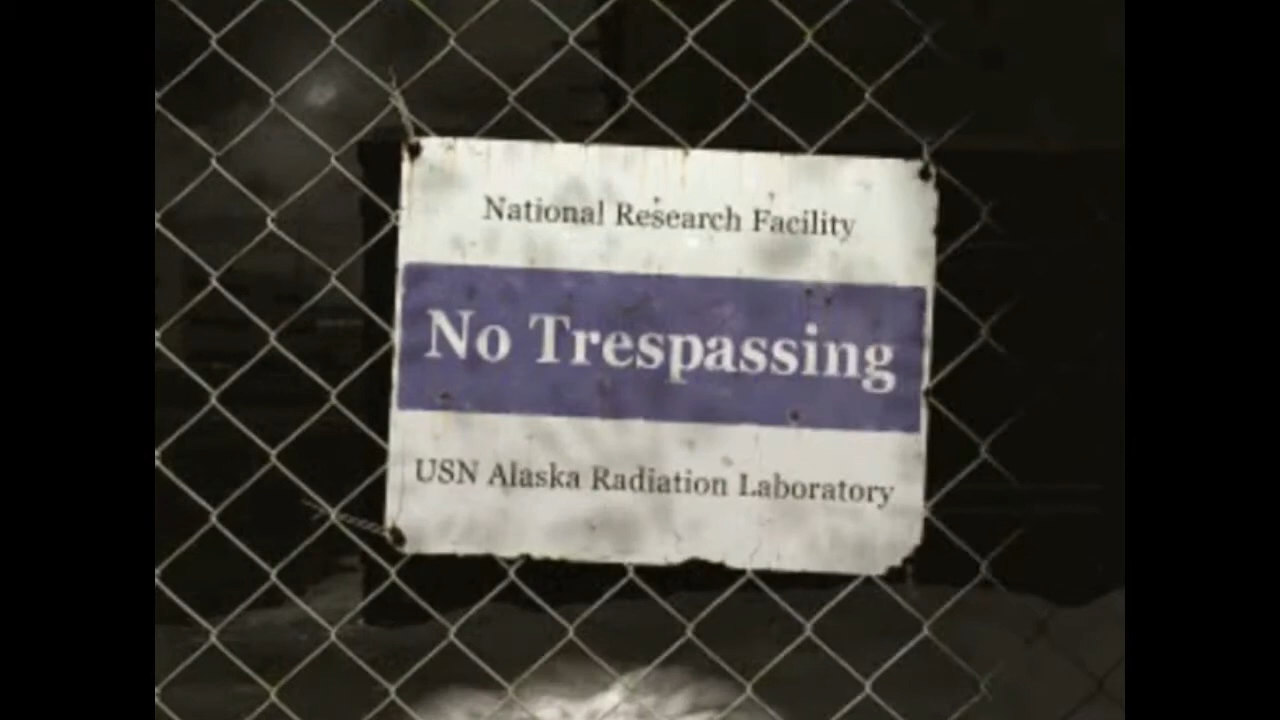 National Research Facility
No Trespassing
USN Alaska Radiation Laboratory